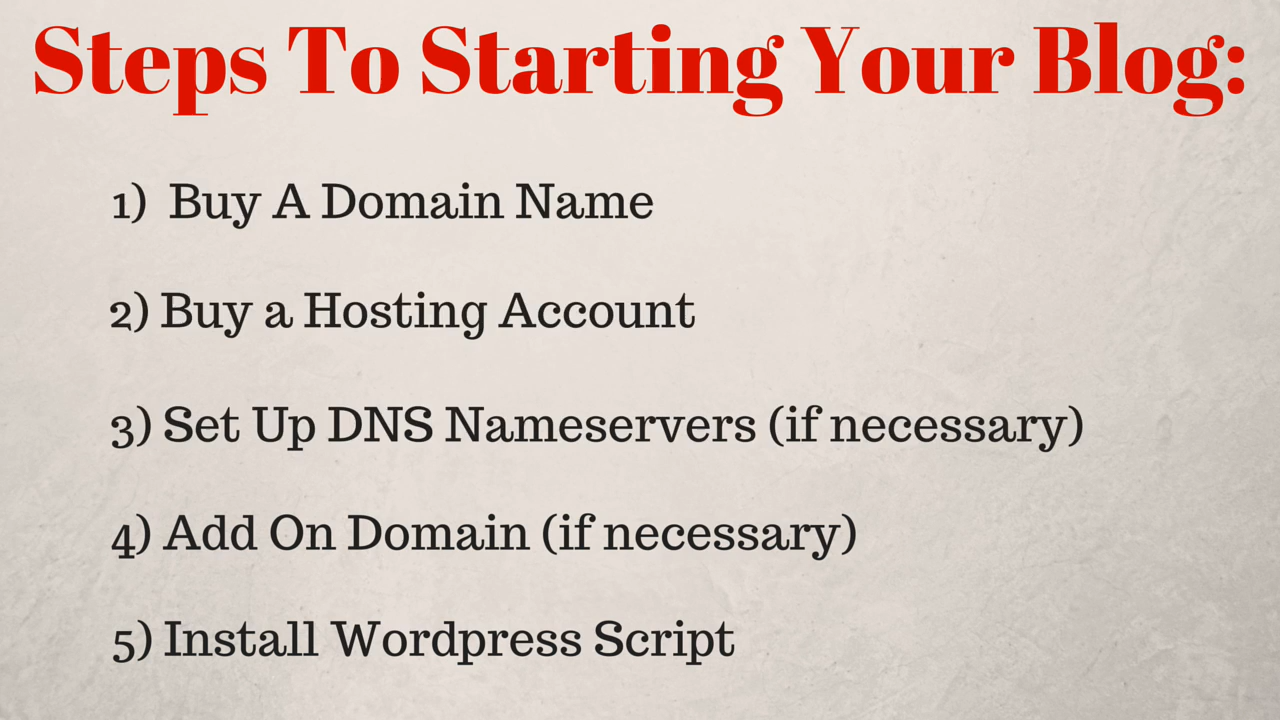 Steps To Starting Your Blog:
1) Buy A Domain Name
2) Buy a Hosting Account
3) Set Up DNS Nameservers (if necessary)
4) Add On Domain (if necessary)
5) Install Wordpress Script